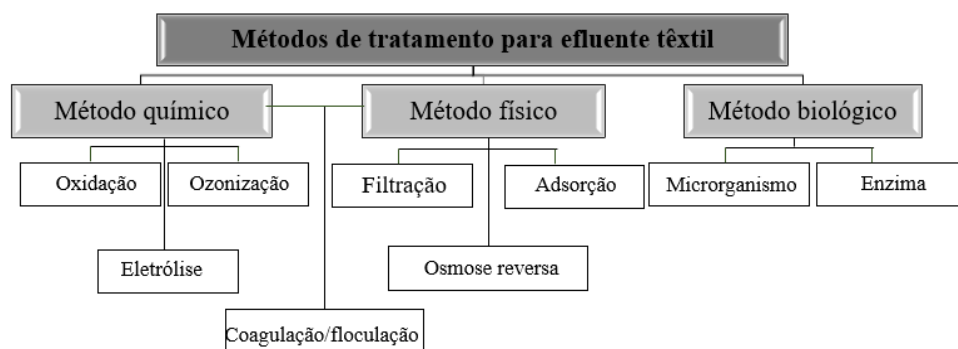 Métodos de tratamento para efluente têxtil
Método químico
Método físico
Método biológico
Oxidação
Ozonização
Filtração
Adsorção
Microrganismo
Enzima
Eletrólise
Osmose reversa
Coagulação/floculação